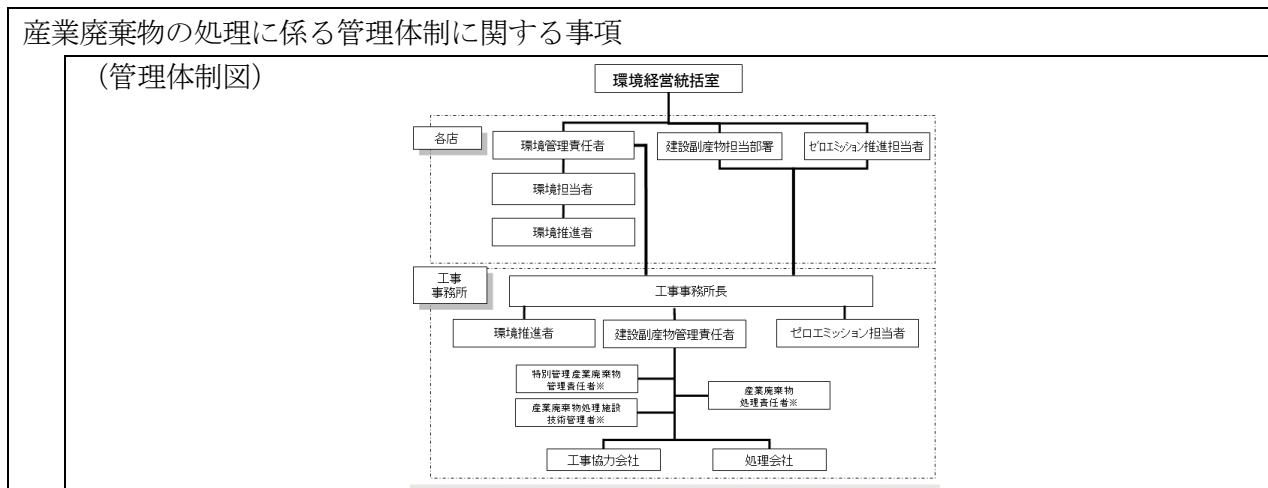 産業廃棄物の処理に係る管理体制に関する事項
（管理体制図）
環境経営統括室
各店
環境管理責任者
建設副産物担当部署
ｾﾞﾛｴﾐｯｼｮﾝ推進担当者
環境担当者
環境推進者
工事
事務所
工事事務所長
環境推進者
建設副産物管理責任者
ゼロエミッション担当者
特別管理産業廃棄物
管理責任者※
産業廃棄物
処理責任者※
産業廃棄物処理施設
技術管理者※
工事協力会社
処理会社